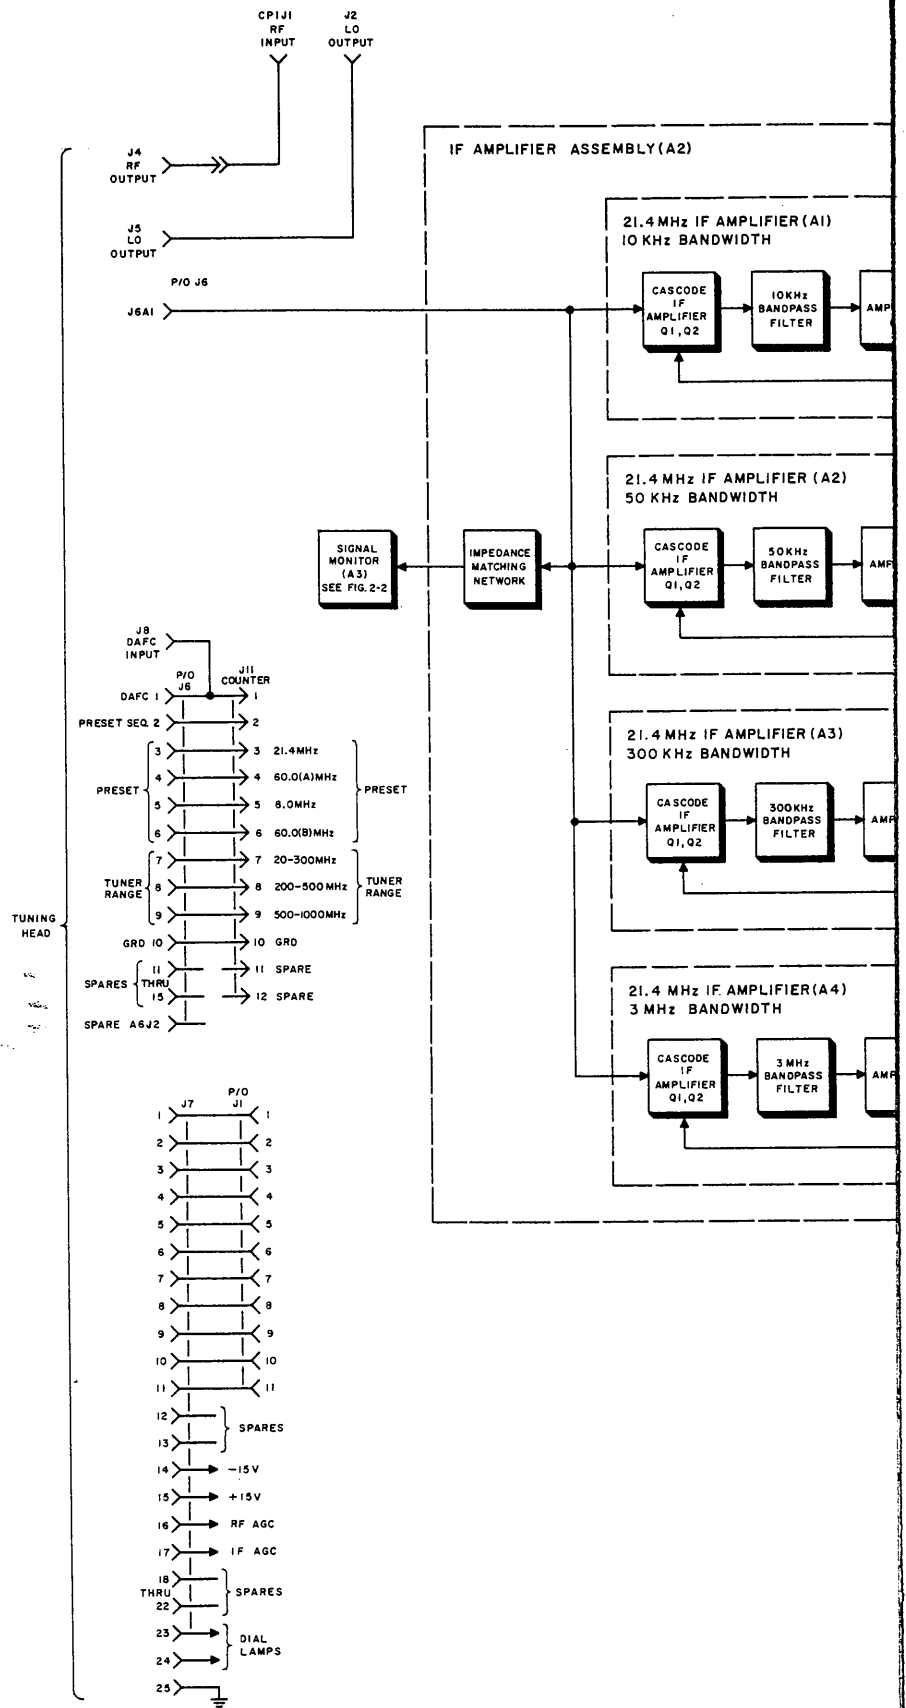 CP1J1
RF
INPUT
J2
LO
OUTPUT
J4
RF
OUTPUT
J5
LO
OUTPUT
P/O J6
J6A1
IF AMPLIFIER ASSEMBLY (A2)
21.4 MHz IF AMPLIFIER (A1)
10 KHz BANDWIDTH
CASCODE
IF
AMPLIFIER
Q1, Q2
10KHz
BANDPASS
FILTER
AMP
21.4 MHz IF AMPLIFIER (A2)
50 KHz BANDWIDTH
SIGNAL
MONITOR
(A3)
SEE FIG. 2-2
IMPEDANCE
MATCHING
NETWORK
CASCODE
IF
AMPLIFIER
Q1, Q2
50KHz
BANDPASS
FILTER
AMP
J8
DAFC
INPUT
P/O
J6
J11
COUNTER
DAFC 1 1
PRESET SEQ. 2 2
3 3 21.4MHz
4 4 60.0(A)MHz
PRESET PRESET
5 5 8.0MHz
6 6 60.0(B)MHz
7 7 20-300MHz
TUNER
RANGE
8 8 200-500 MHz
TUNER
RANGE
9 9 500-1000MHz
GRD 10 10 GRD
11 11 SPARE
SPARES THRU
15 12 SPARE
SPARE A6J2
TUNING
HEAD
21.4 MHz IF AMPLIFIER (A3)
300 KHz BANDWIDTH
CASCODE
IF
AMPLIFIER
Q1, Q2
300KHz
BANDPASS
FILTER
AMP
21.4 MHz IF AMPLIFIER (A4)
3 MHz BANDWIDTH
CASCODE
IF
AMPLIFIER
Q1, Q2
3 MHz
BANDPASS
FILTER
AMP
J7
P/O
J1
1 1
2 2
3 3
4 4
5 5
6 6
7 7
8 8
9 9
10 10
11 11
12
SPARES
13
14 -15V
15 +15V
16 RF AGC
17 IF AGC
18
THRU SPARES
22
23
DIAL
LAMPS
24
25